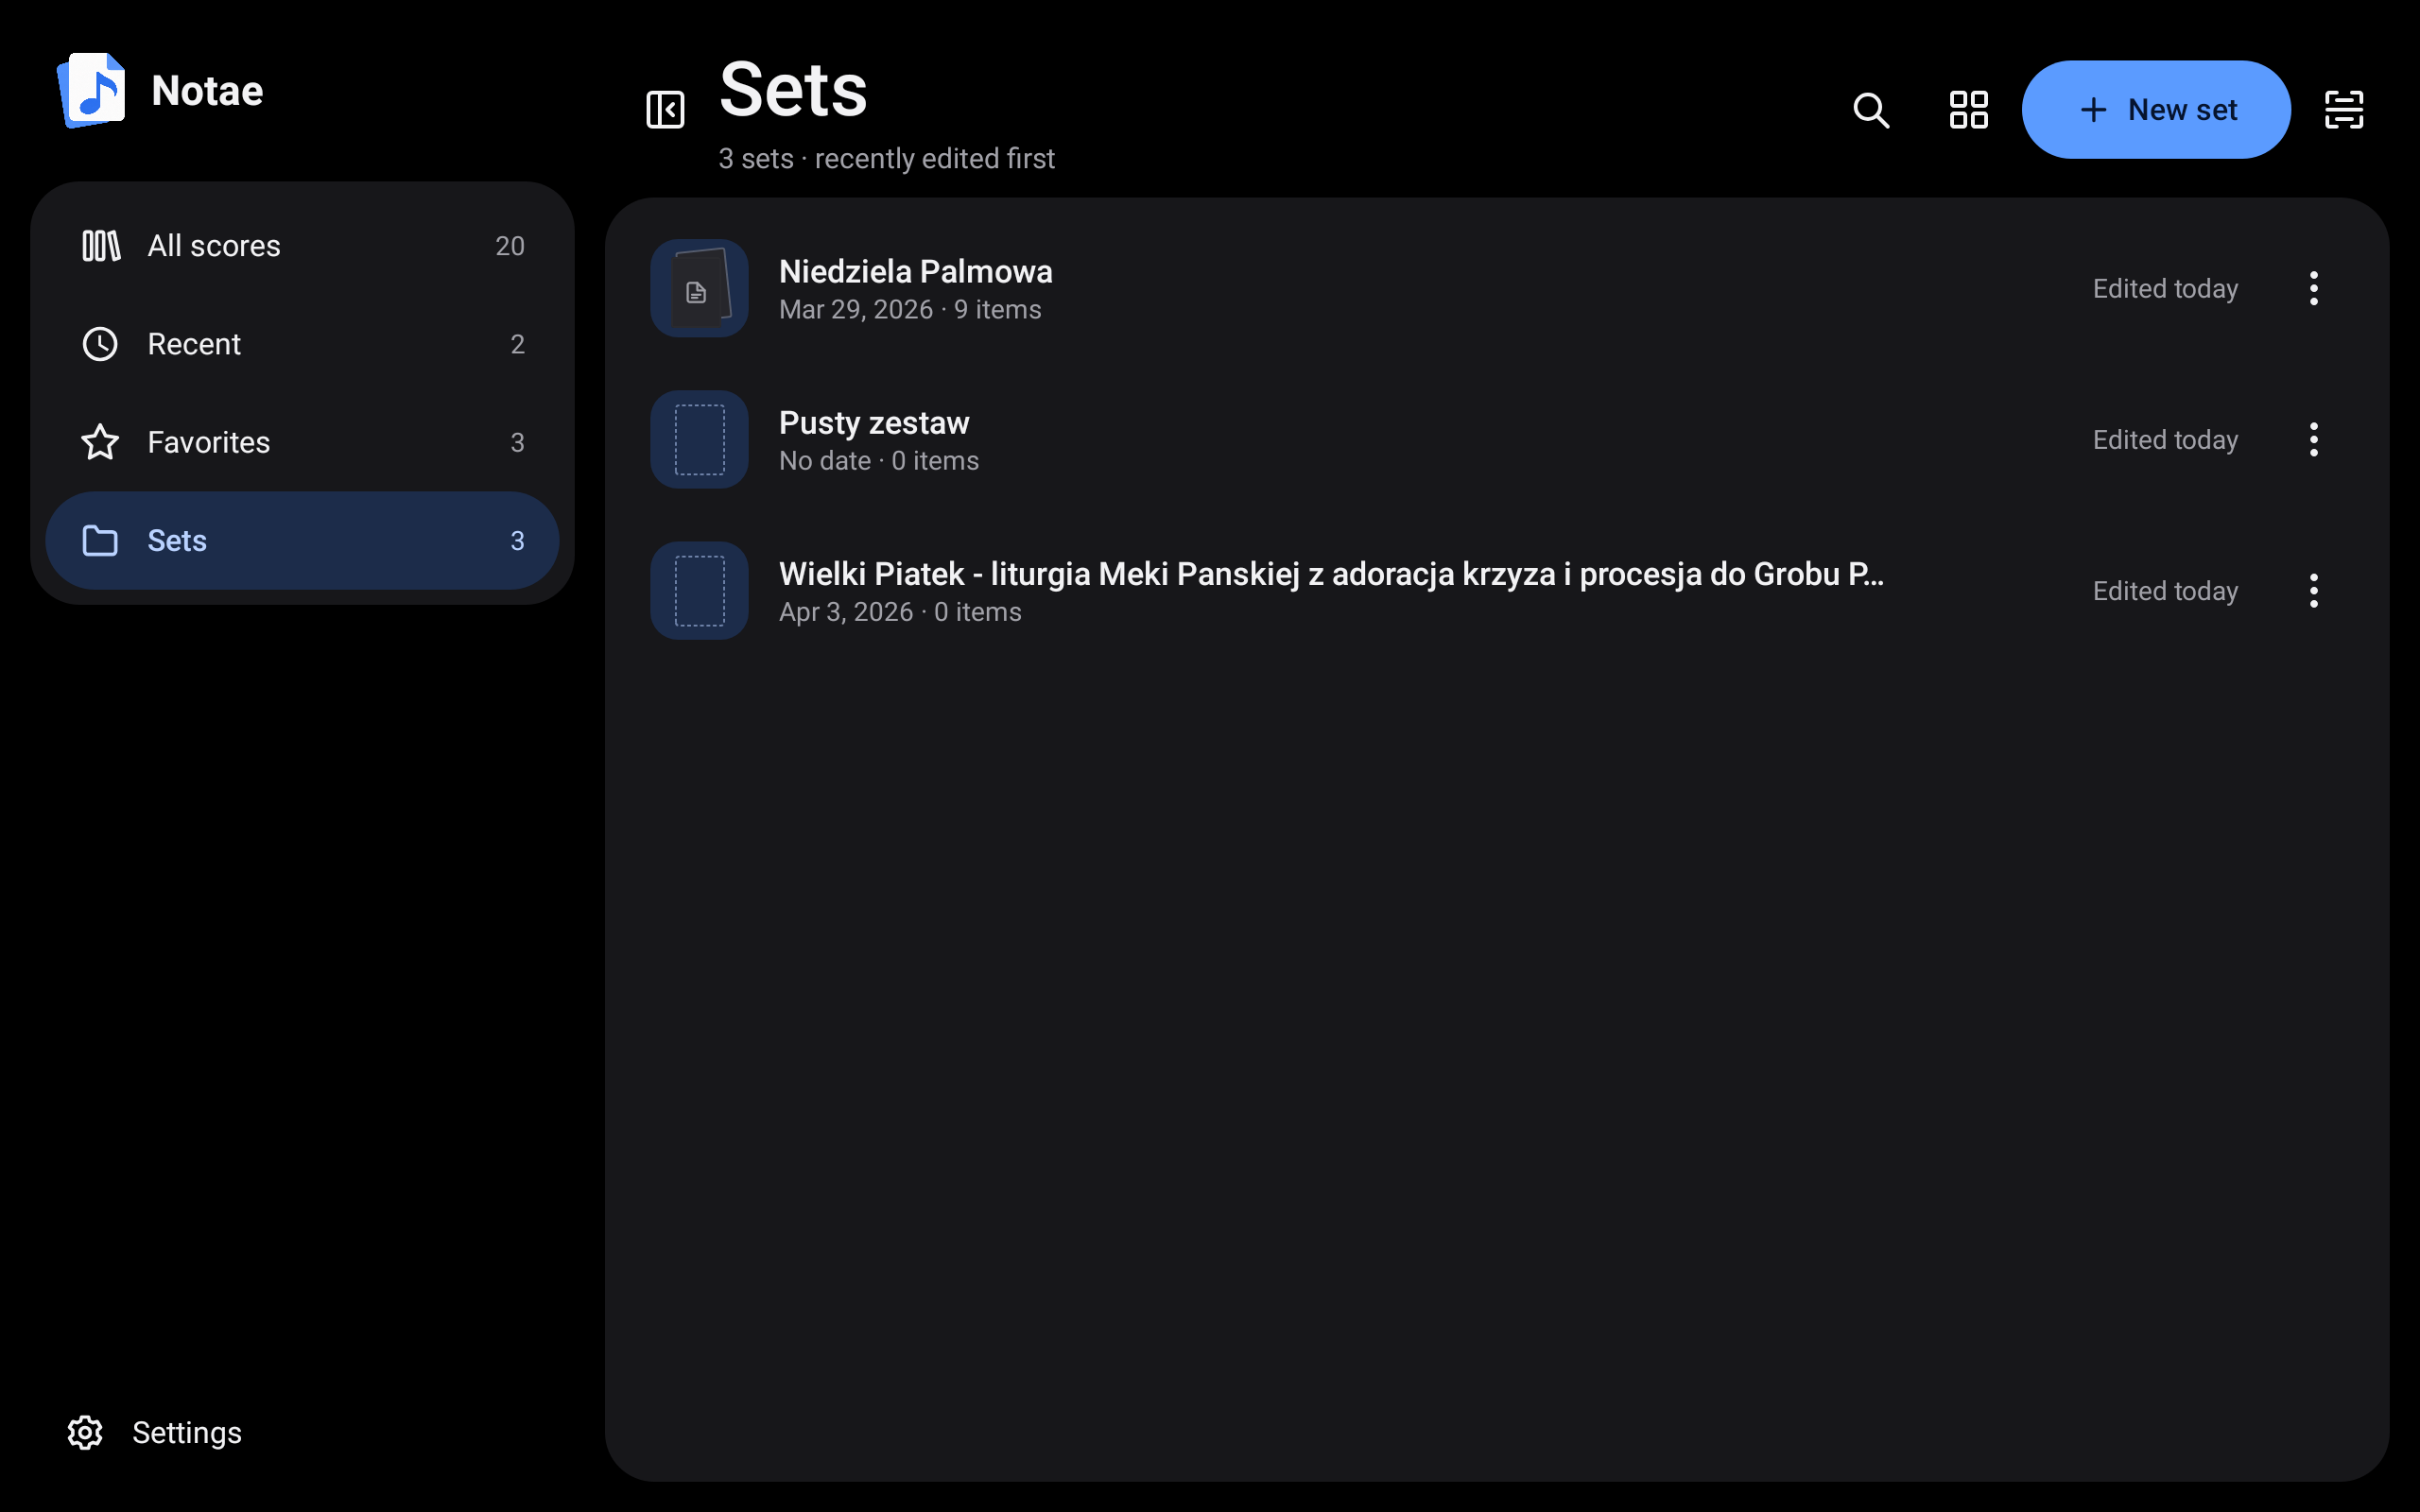 Notae
All scores 20
Recent 2
Favorites 3
Sets 3
Settings
Sets
3 sets · recently edited first
New set
Niedziela Palmowa
Mar 29, 2026 · 9 items
Edited today
Pusty zestaw
No date · 0 items
Edited today
Wielki Piatek - liturgia Meki Panskiej z adoracja krzyza i procesja do Grobu P...
Apr 3, 2026 · 0 items
Edited today